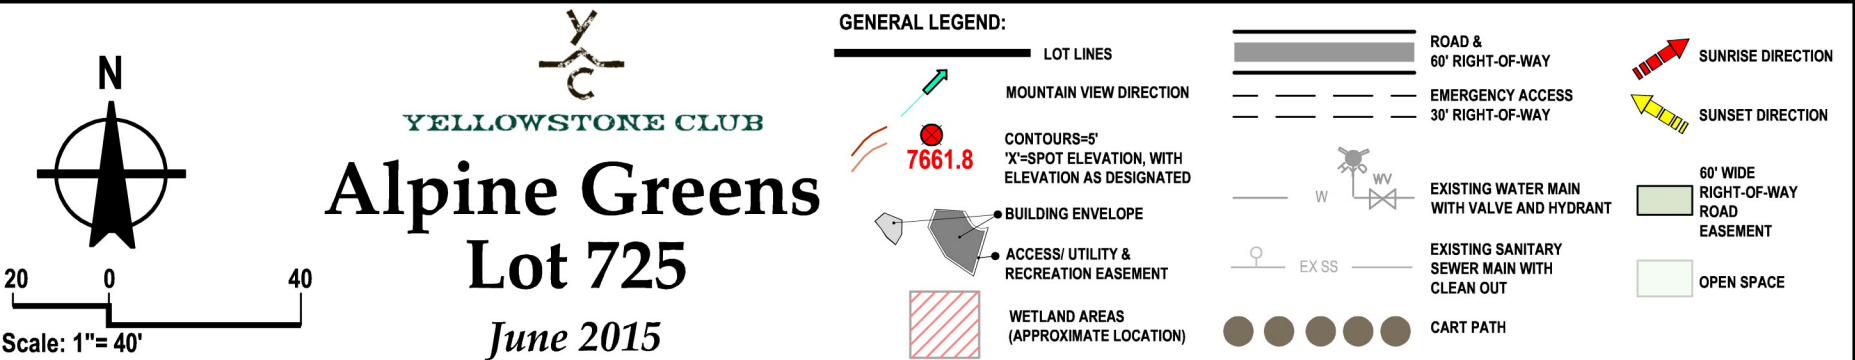 N
20 0 40
Scale: 1"= 40'
Y
C
YELLOWSTONE CLUB
Alpine Greens
Lot 725
June 2015
GENERAL LEGEND:
LOT LINES
MOUNTAIN VIEW DIRECTION
7661.8
CONTOURS=5'
'X'=SPOT ELEVATION, WITH
ELEVATION AS DESIGNATED
BUILDING ENVELOPE
ACCESS/ UTILITY &
RECREATION EASEMENT
WETLAND AREAS
(APPROXIMATE LOCATION)
ROAD &
60' RIGHT-OF-WAY
EMERGENCY ACCESS
30' RIGHT-OF-WAY
W WV
EXISTING WATER MAIN
WITH VALVE AND HYDRANT
EX SS
EXISTING SANITARY
SEWER MAIN WITH
CLEAN OUT
CART PATH
SUNRISE DIRECTION
SUNSET DIRECTION
60' WIDE
RIGHT-OF-WAY
ROAD
EASEMENT
OPEN SPACE